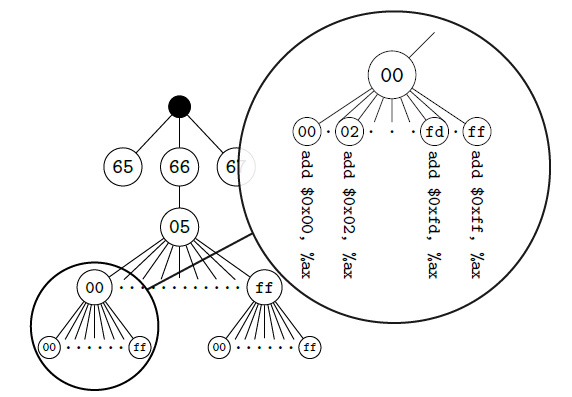 00
00 · 02 · · · fd · ff
add $0x00, %ax
add $0x02, %ax
add $0xfd, %ax
add $0xff, %ax
65 66 67
05
00 ff
00 ff 00 ff